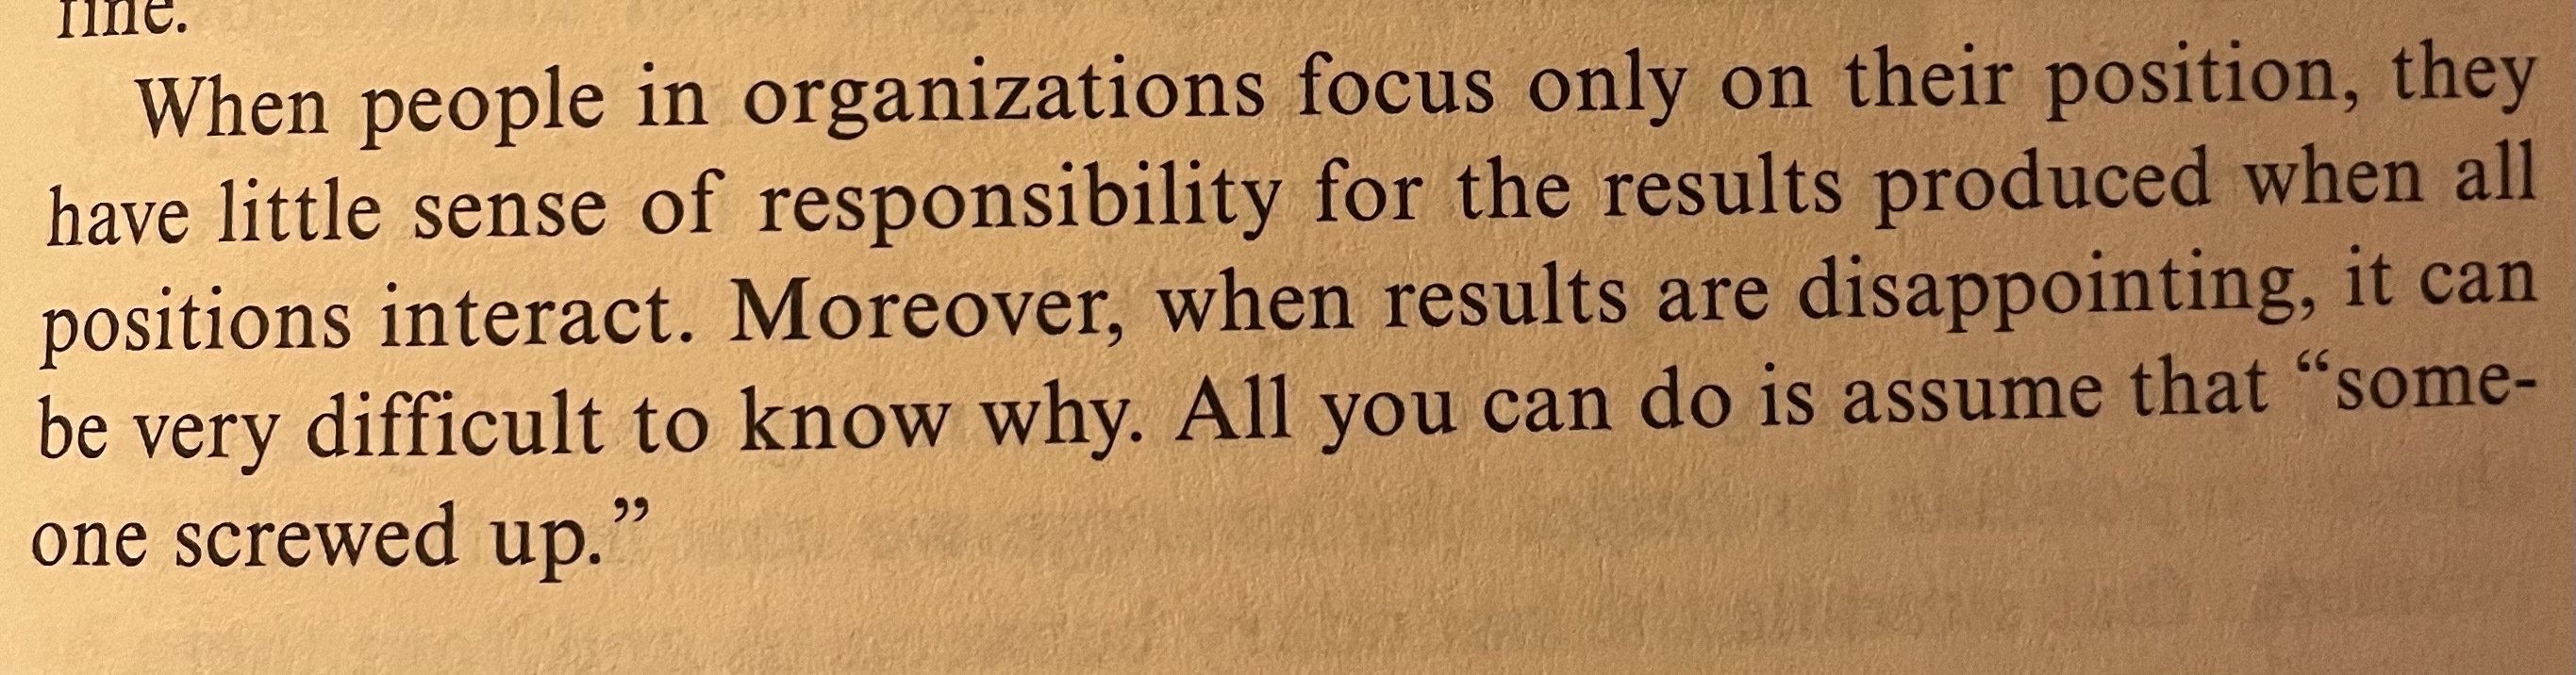 fine.
When people in organizations focus only on their position, they
have little sense of responsibility for the results produced when all
positions interact. Moreover, when results are disappointing, it can
be very difficult to know why. All you can do is assume that “some-
one screwed up.”